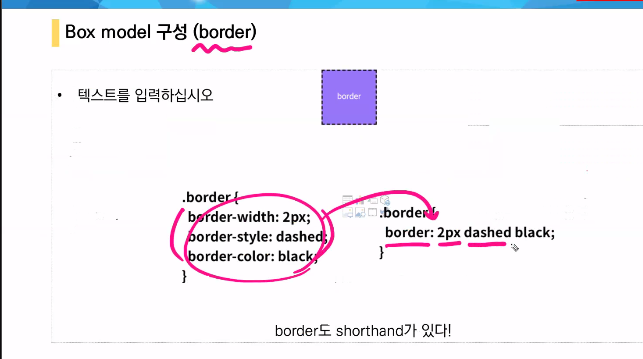 Box model 구성 (border)
• 텍스트를 입력하십시오
border
.border {
border-width: 2px;
border-style: dashed;
border-color: black;
}
.border {
border: 2px dashed black;
}
border도 shorthand가 있다!